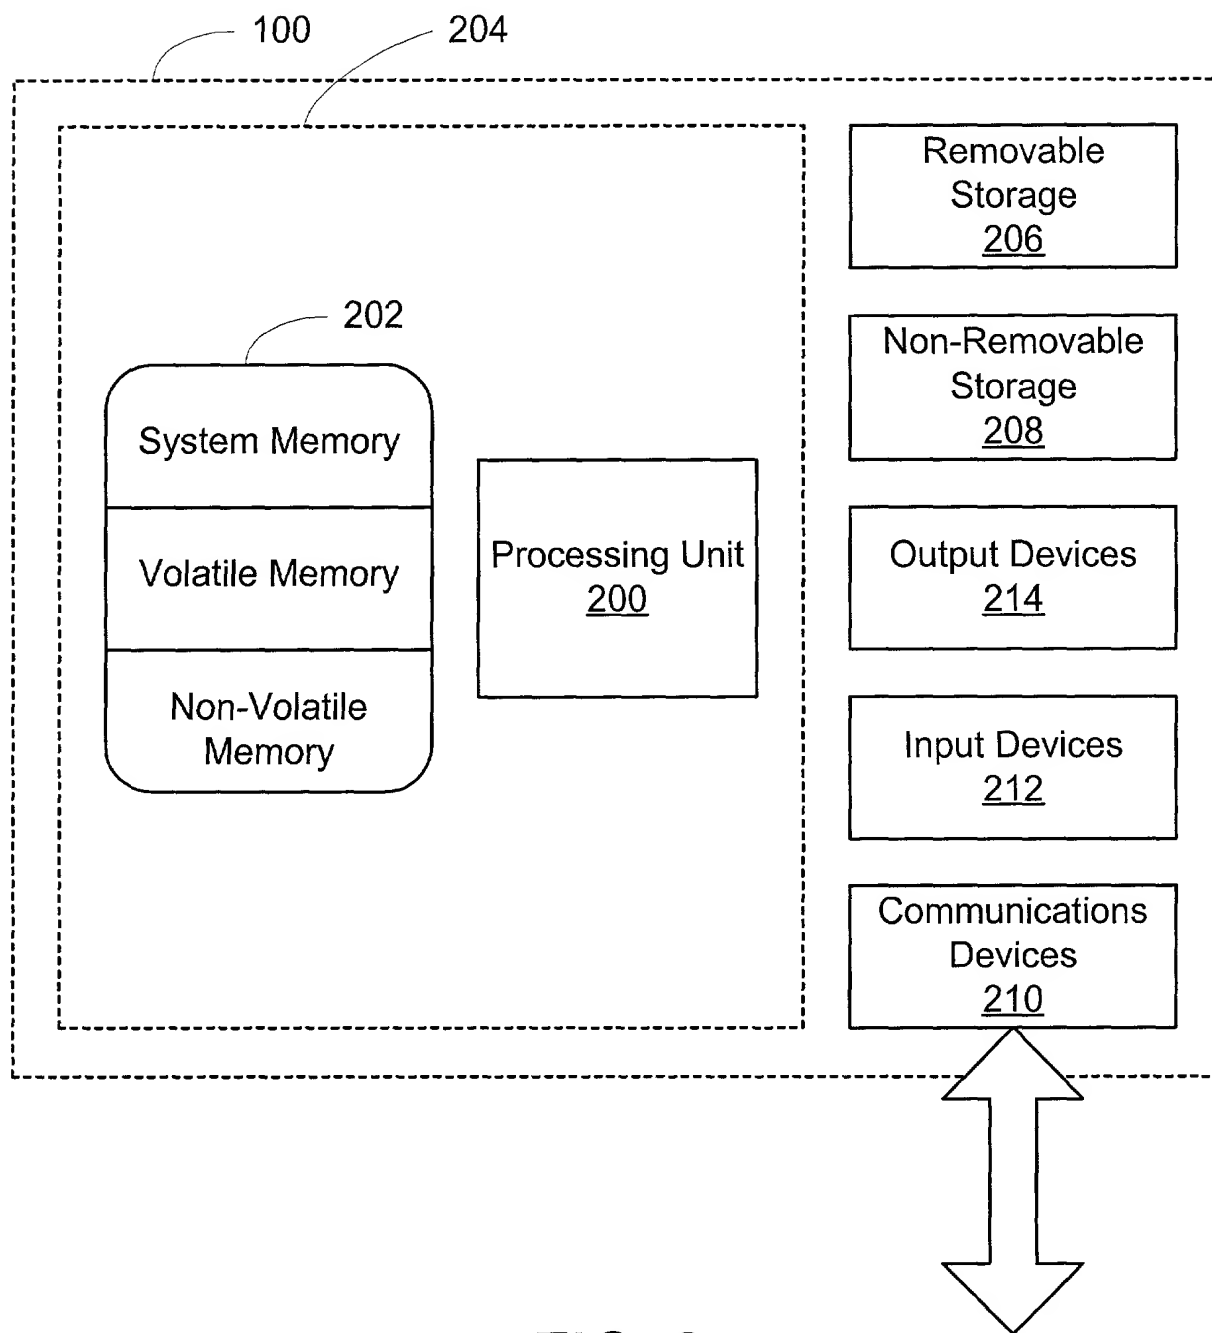 100
204
Removable
Storage
206
202
Non-Removable
Storage
208
System Memory
Volatile Memory
Non-Volatile
Memory
Processing Unit
200
Output Devices
214
Input Devices
212
Communications
Devices
210